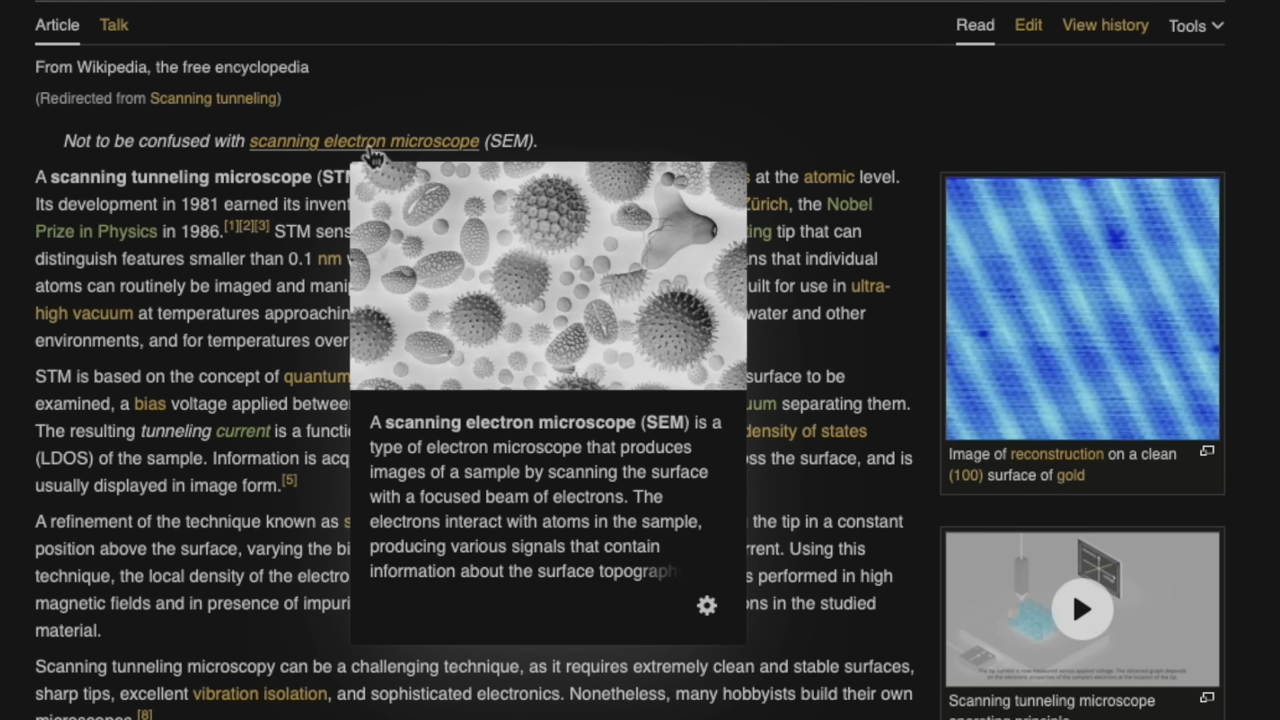 Article Talk Read Edit View history Tools
From Wikipedia, the free encyclopedia
(Redirected from Scanning tunneling)
Not to be confused with scanning electron microscope (SEM).
A scanning tunneling microscope (STM at the atomic level.
Its development in 1981 earned its invent Zürich, the Nobel
Prize in Physics in 1986.[1][2][3] STM sens ting tip that can
distinguish features smaller than 0.1 nm ns that individual
atoms can routinely be imaged and mani uilt for use in ultra-
high vacuum at temperatures approachin water and other
environments, and for temperatures over
STM is based on the concept of quantum surface to be
examined, a bias voltage applied betwee uum separating them.
The resulting tunneling current is a functi density of states
(LDOS) of the sample. Information is acq ss the surface, and is
usually displayed in image form.[5]
A refinement of the technique known as s the tip in a constant
position above the surface, varying the bi rrent. Using this
technique, the local density of the electro s performed in high
magnetic fields and in presence of impuri ons in the studied
material.
Scanning tunneling microscopy can be a challenging technique, as it requires extremely clean and stable surfaces,
sharp tips, excellent vibration isolation, and sophisticated electronics. Nonetheless, many hobbyists build their own
microscopes.[8]
A scanning electron microscope (SEM) is a
type of electron microscope that produces
images of a sample by scanning the surface
with a focused beam of electrons. The
electrons interact with atoms in the sample,
producing various signals that contain
information about the surface topograph
Image of reconstruction on a clean
(100) surface of gold
Scanning tunneling microscope
operating principle